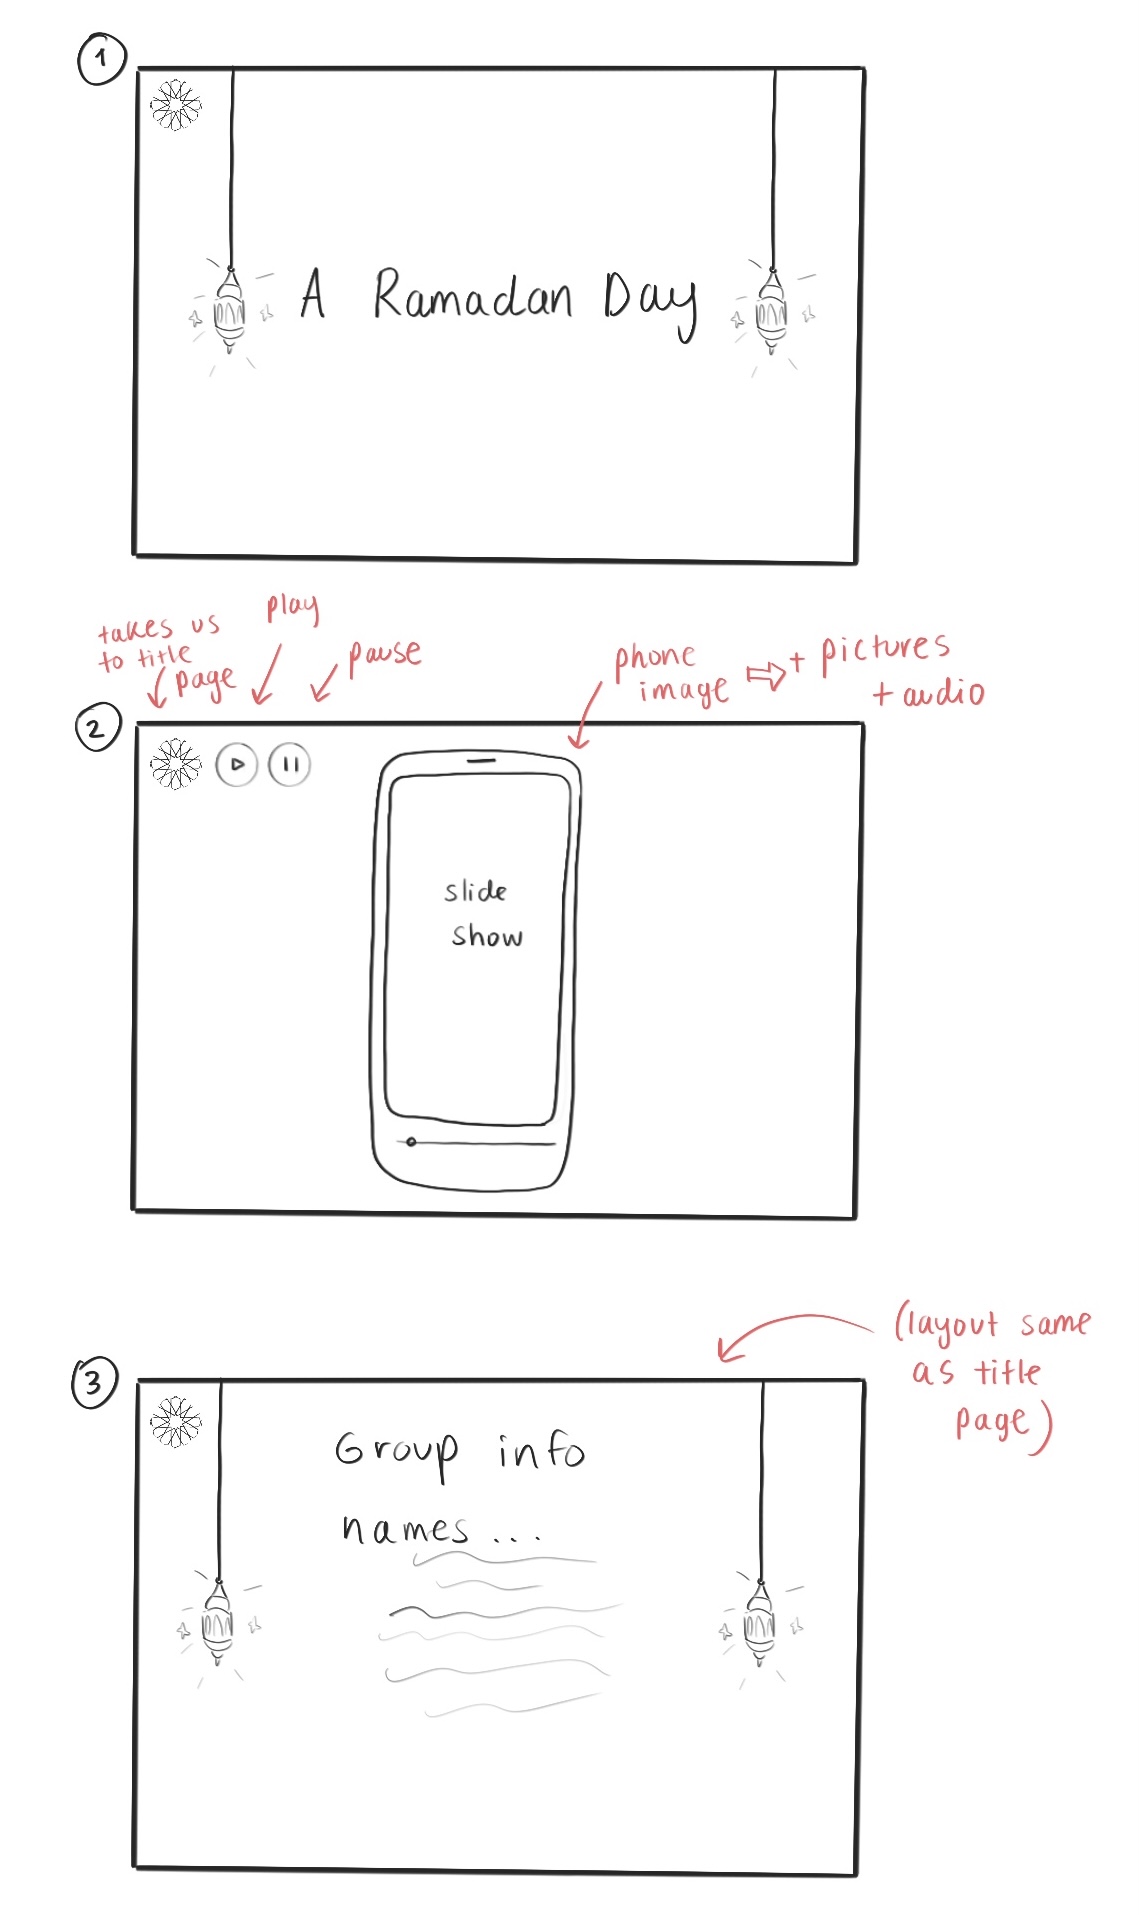 1
A Ramadan Day
takes us
to title
page
play
pause
phone
image
+ pictures
+ audio
2
slide
show
(layout same
as title
page)
3
Group info
names...